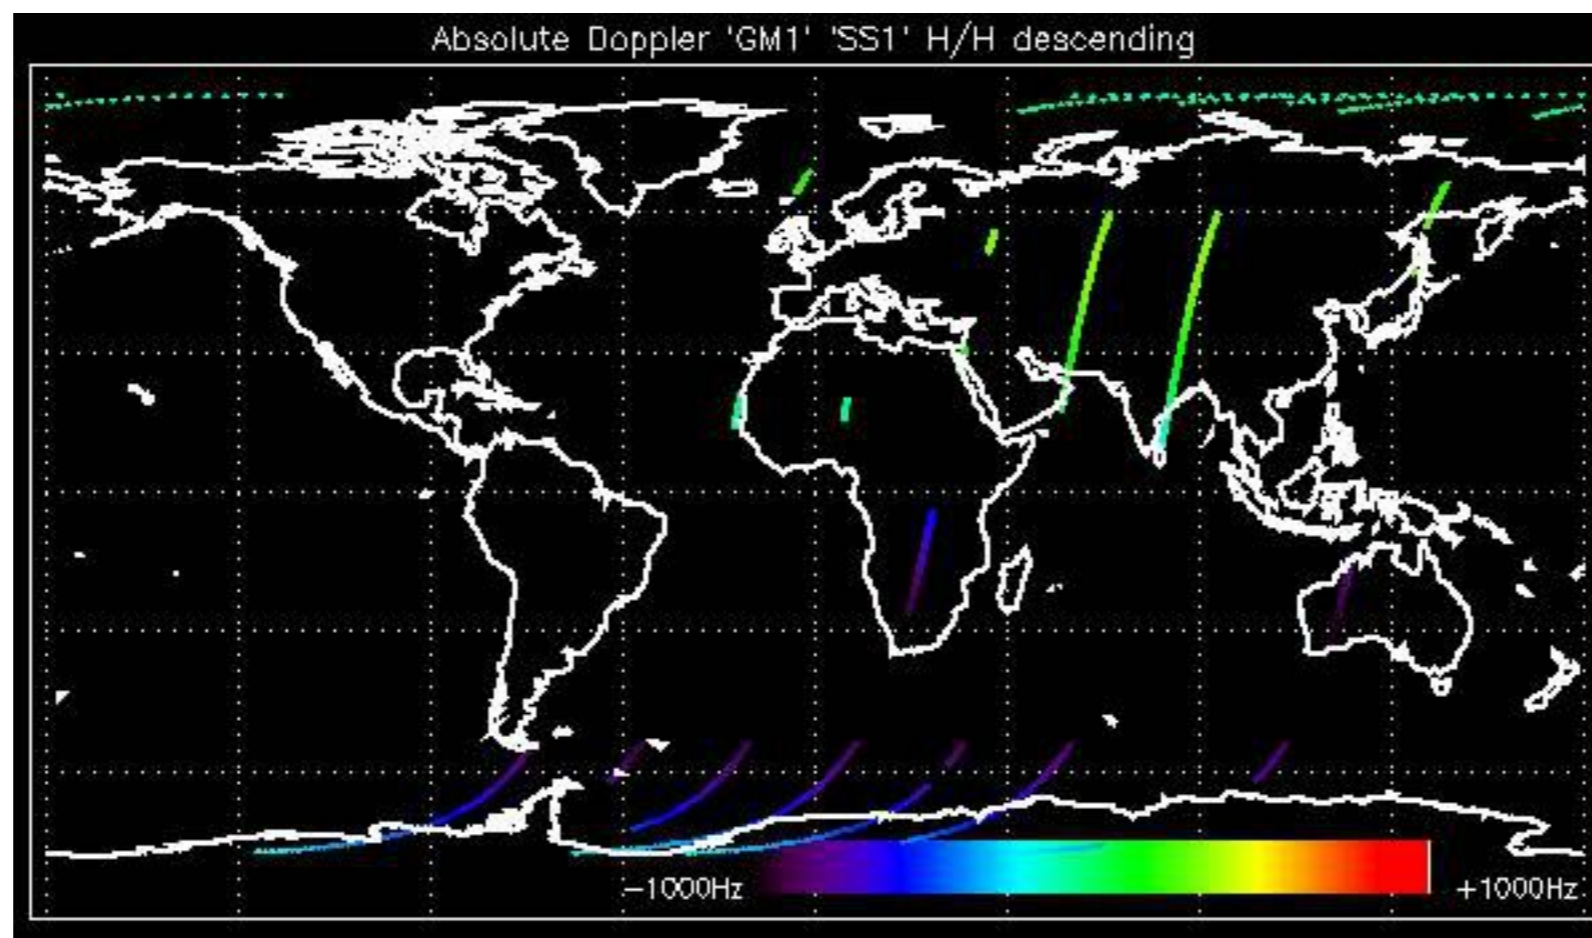 Absolute Doppler 'GM1' 'SS1' H/H descending
-1000Hz +1000Hz